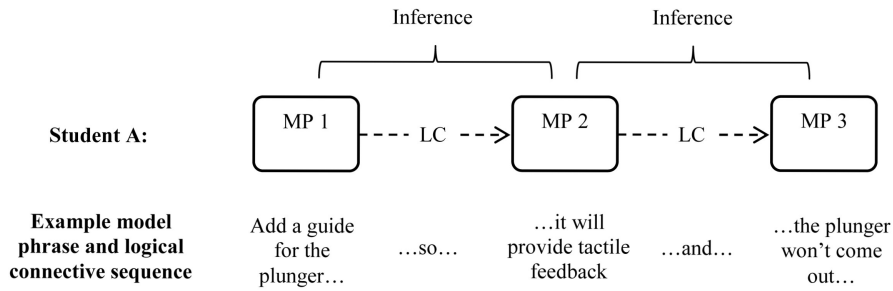 Inference Inference
Student A: MP 1 LC MP 2 LC MP 3
Example model
phrase and logical
connective sequence
Add a guide
for the
plunger…
…so…
…it will
provide tactile
feedback
…and…
…the plunger
won’t come
out…